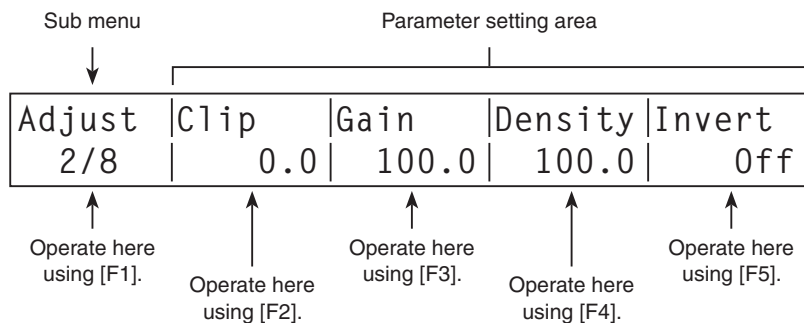 Sub menu
Parameter setting area
Adjust |Clip |Gain |Density|Invert
2/8 | 0.0| 100.0| 100.0| Off
Operate here
using [F1].
Operate here
using [F2].
Operate here
using [F3].
Operate here
using [F4].
Operate here
using [F5].